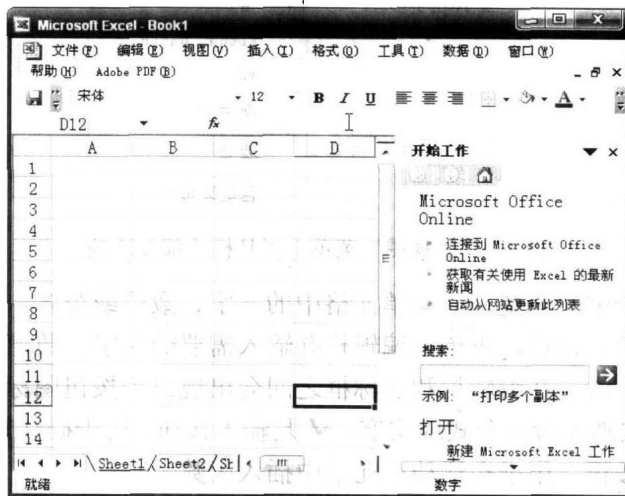 Microsoft Excel - Book1
文件(F) 编辑(E) 视图(V) 插入(I) 格式(O) 工具(T) 数据(D) 窗口(W)
帮助(H) Adobe PDF(B)
宋体 12 B I U A
D12 fx
A B C D
开始工作
1
2
3
4
5
6
7
8
9
10
11
12
13
14
Microsoft Office
Online
连接到 Microsoft Office
Online
获取有关使用 Excel 的最新
新闻
自动从网站更新此列表
搜索:
示例: “打印多个副本”
打开
新建 Microsoft Excel 工作
Sheet1 Sheet2 Sh
就绪 数字